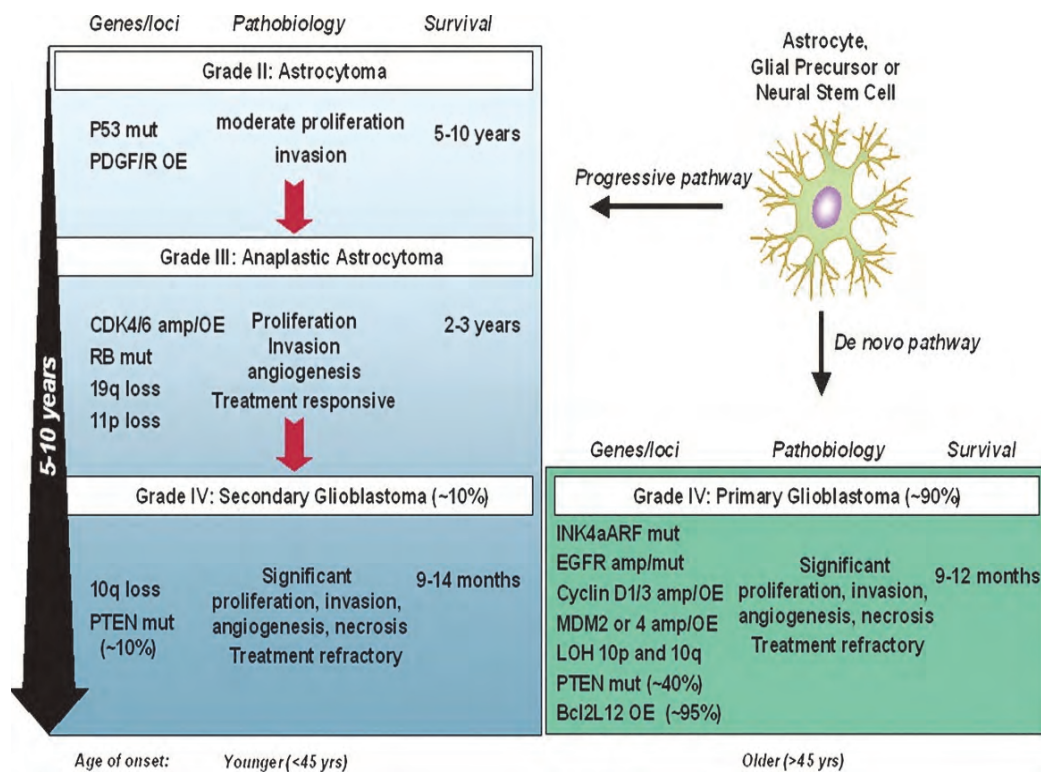 Genes/loci Pathobiology Survival
Grade II: Astrocytoma
P53 mut
PDGF/R OE
moderate proliferation
invasion
5-10 years
Grade III: Anaplastic Astrocytoma
CDK4/6 amp/OE
RB mut
19q loss
11p loss
Proliferation
Invasion
angiogenesis
Treatment responsive
2-3 years
Grade IV: Secondary Glioblastoma (~10%)
10q loss
PTEN mut
(~10%)
Significant
proliferation, invasion,
angiogenesis, necrosis
Treatment refractory
9-14 months
5-10 years
Age of onset: Younger (<45 yrs)
Astrocyte,
Glial Precursor or
Neural Stem Cell
Progressive pathway
De novo pathway
Genes/loci Pathobiology Survival
Grade IV: Primary Glioblastoma (~90%)
INK4aARF mut
EGFR amp/mut
Cyclin D1/3 amp/OE
MDM2 or 4 amp/OE
LOH 10p and 10q
PTEN mut (~40%)
Bcl2L12 OE (~95%)
Significant
proliferation, invasion,
angiogenesis, necrosis
Treatment refractory
9-12 months
Older (>45 yrs)